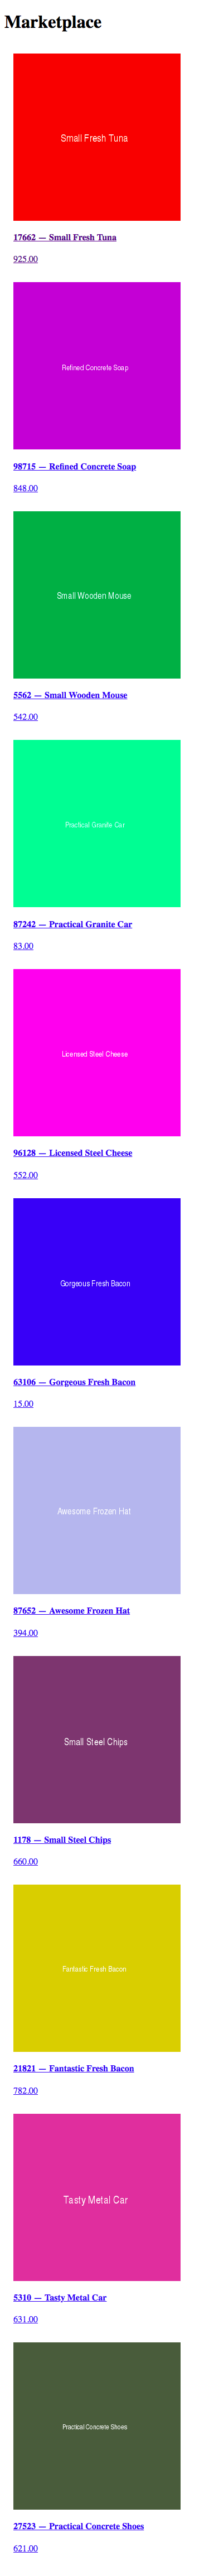 Marketplace
Small Fresh Tuna
17662 — Small Fresh Tuna
925.00
Refined Concrete Soap
98715 — Refined Concrete Soap
848.00
Small Wooden Mouse
5562 — Small Wooden Mouse
542.00
Practical Granite Car
87242 — Practical Granite Car
83.00
Licensed Steel Cheese
96128 — Licensed Steel Cheese
552.00
Gorgeous Fresh Bacon
63106 — Gorgeous Fresh Bacon
15.00
Awesome Frozen Hat
87652 — Awesome Frozen Hat
394.00
Small Steel Chips
1178 — Small Steel Chips
660.00
Fantastic Fresh Bacon
21821 — Fantastic Fresh Bacon
782.00
Tasty Metal Car
5310 — Tasty Metal Car
631.00
Practical Concrete Shoes
27523 — Practical Concrete Shoes
621.00